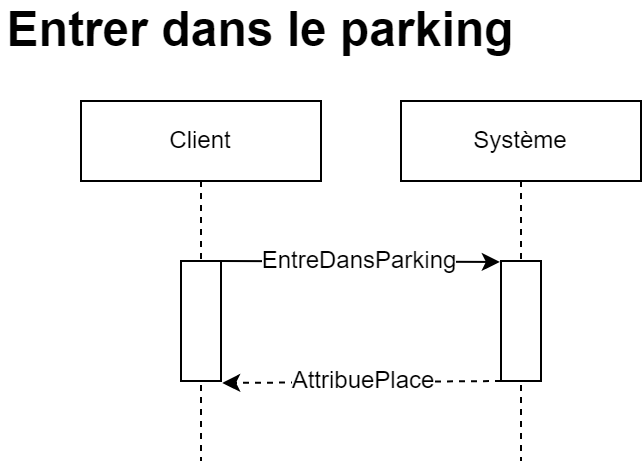 Entrer dans le parking
Client
Système
EntreDansParking
AttribuePlace